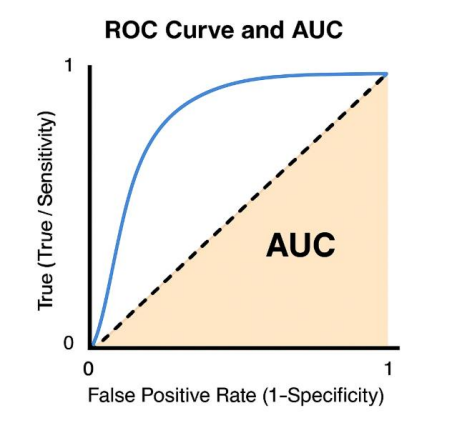 ROC Curve and AUC
1
True (True / Sensitivity)
AUC
0
0
1
False Positive Rate (1-Specificity)